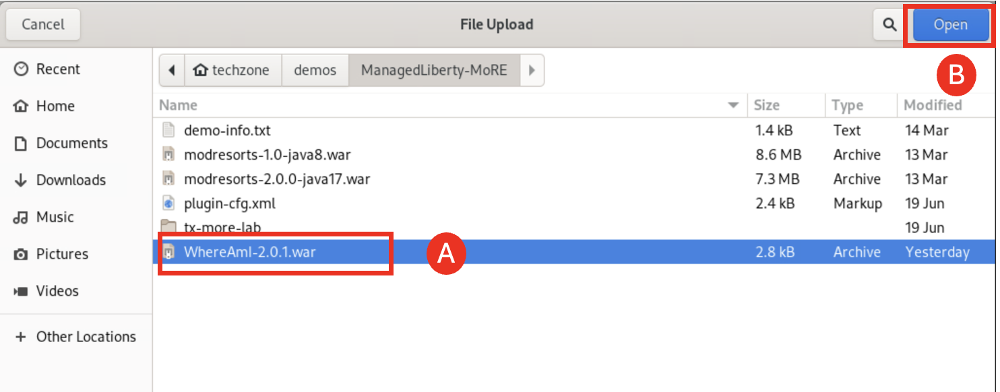 Cancel File Upload Open
B
Recent
Home
Documents
Downloads
Music
Pictures
Videos
Other Locations
techzone demos ManagedLiberty-MoRE
Name Size Type Modified
demo-info.txt 1.4 kB Text 14 Mar
modresorts-1.0-java8.war 8.6 MB Archive 13 Mar
modresorts-2.0.0-java17.war 7.3 MB Archive 13 Mar
plugin-cfg.xml 2.4 kB Markup 19 Jun
tx-more-lab 19 Jun
WhereAmI-2.0.1.war A 2.8 kB Archive Yesterday